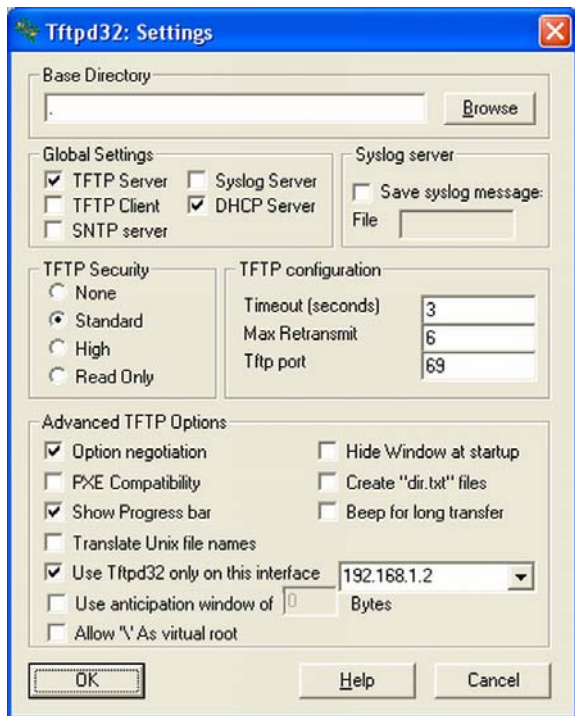 Tftpd32: Settings
Base Directory
.
Browse
Global Settings
TFTP Server
Syslog Server
TFTP Client
DHCP Server
SNTP server
Syslog server
Save syslog message:
File
TFTP Security
None
Standard
High
Read Only
TFTP configuration
Timeout (seconds)
3
Max Retransmit
6
Tftp port
69
Advanced TFTP Options
Option negotiation
Hide Window at startup
PXE Compatibility
Create "dir.txt" files
Show Progress bar
Beep for long transfer
Translate Unix file names
Use Tftpd32 only on this interface
192.168.1.2
Use anticipation window of 0 Bytes
Allow '\' As virtual root
OK
Help
Cancel